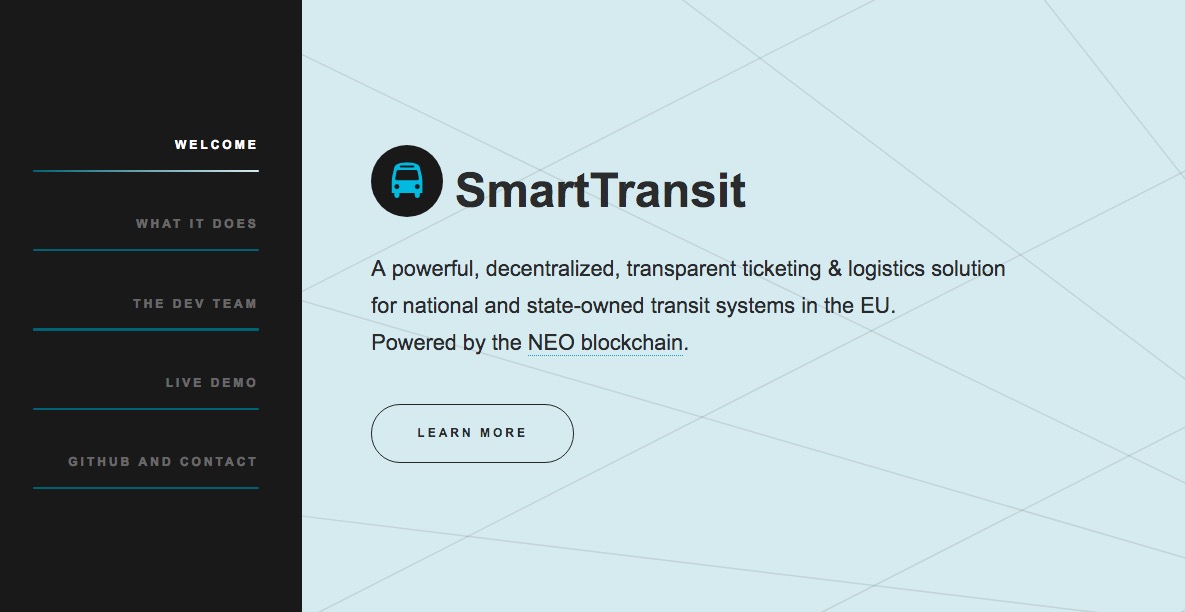 WELCOME
WHAT IT DOES
THE DEV TEAM
LIVE DEMO
GITHUB AND CONTACT
SmartTransit
A powerful, decentralized, transparent ticketing & logistics solution
for national and state-owned transit systems in the EU.
Powered by the NEO blockchain.
LEARN MORE